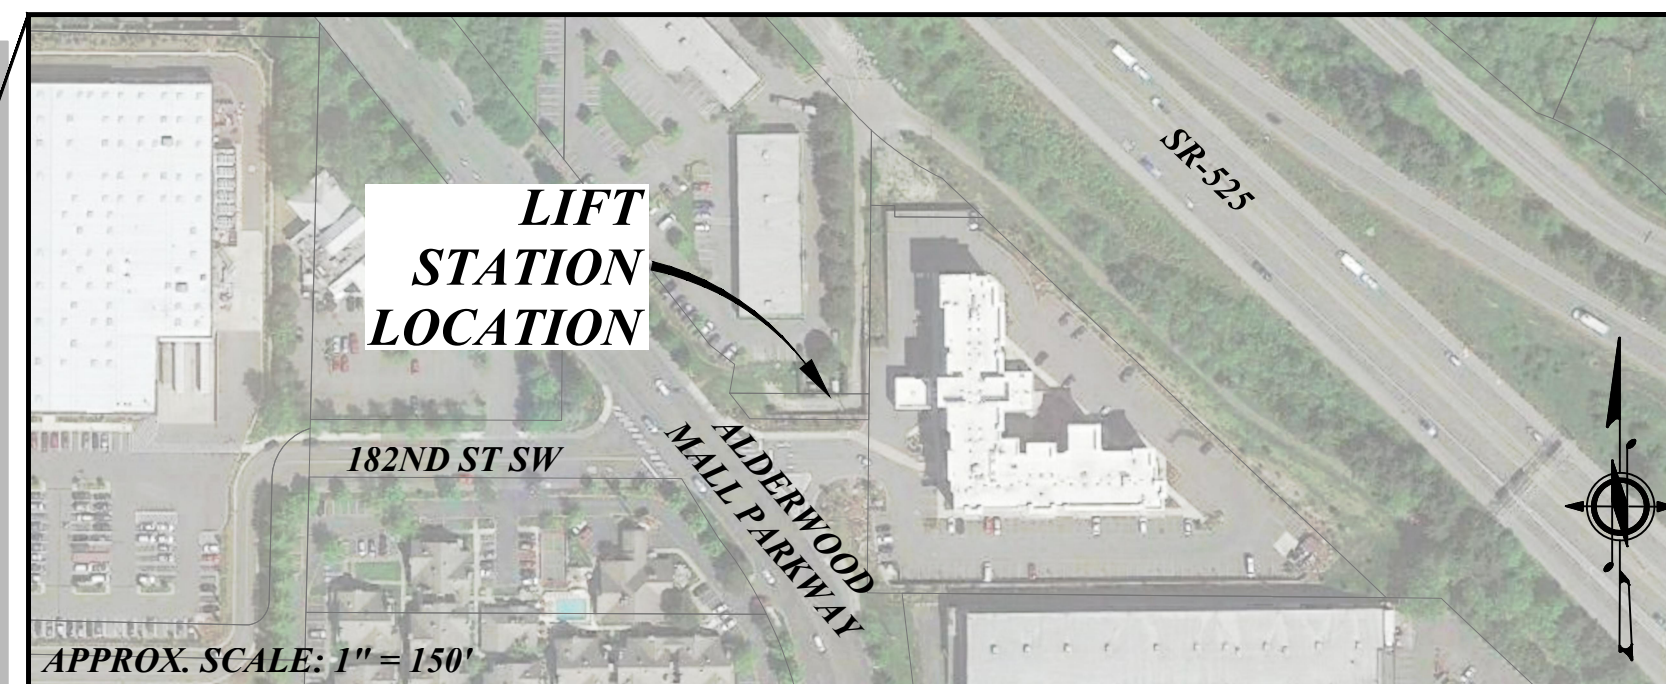 LIFT
STATION
LOCATION
SR-525
182ND ST SW
ALDERWOOD
MALL PARKWAY
APPROX. SCALE: 1" = 150'